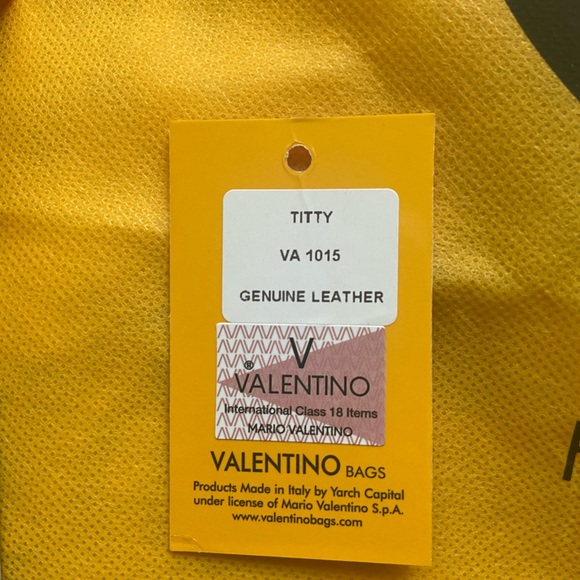 TITTY
VA 1015
GENUINE LEATHER
V
® VALENTINO
International Class 18 Items
MARIO VALENTINO
VALENTINO BAGS
Products Made in Italy by Yarch Capital
under license of Mario Valentino S.p.A.
www.valentinobags.com